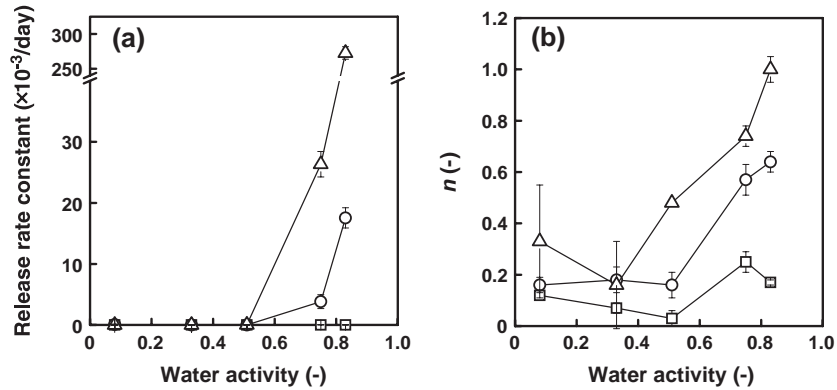 (a)
Release rate constant (×10⁻³/day)
300
250
30
20
10
0
0 0.2 0.4 0.6 0.8 1.0
Water activity (-)
(b)
n (-)
1.2
1.0
0.8
0.6
0.4
0.2
0
0 0.2 0.4 0.6 0.8 1.0
Water activity (-)